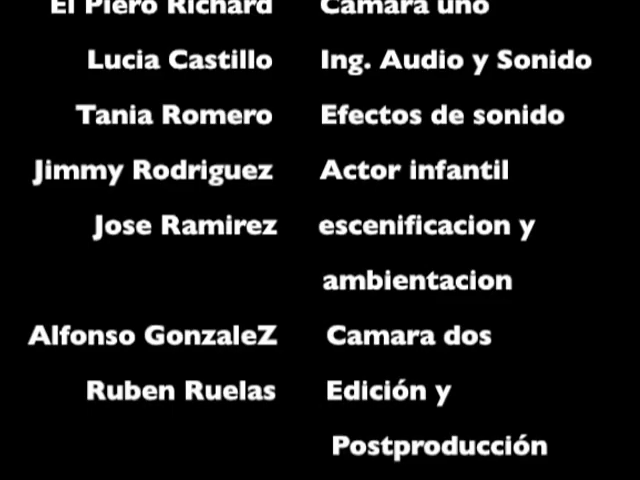 El Piero Richard Camara uno
Lucia Castillo Ing. Audio y Sonido
Tania Romero Efectos de sonido
Jimmy Rodriguez Actor infantil
Jose Ramirez escenificacion y
ambientacion
Alfonso GonzaleZ Camara dos
Ruben Ruelas Edición y
Postproducción